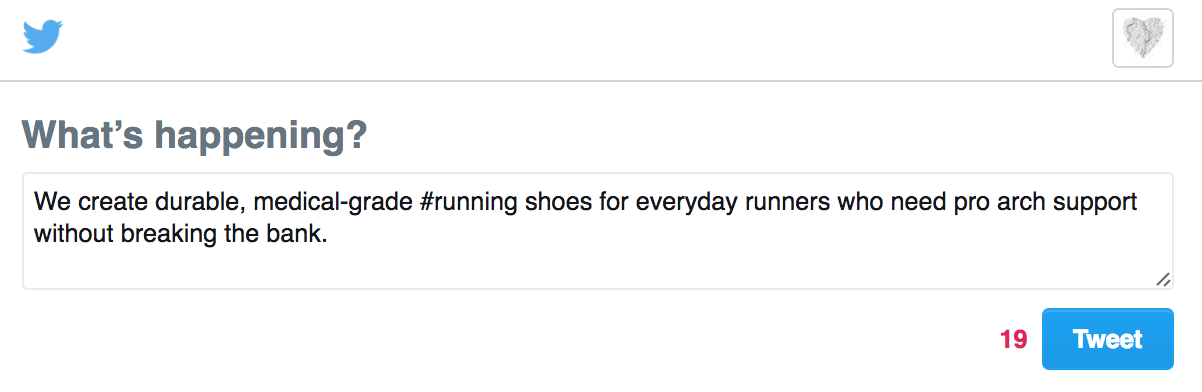 What’s happening?
We create durable, medical-grade #running shoes for everyday runners who need pro arch support
without breaking the bank.
19 Tweet